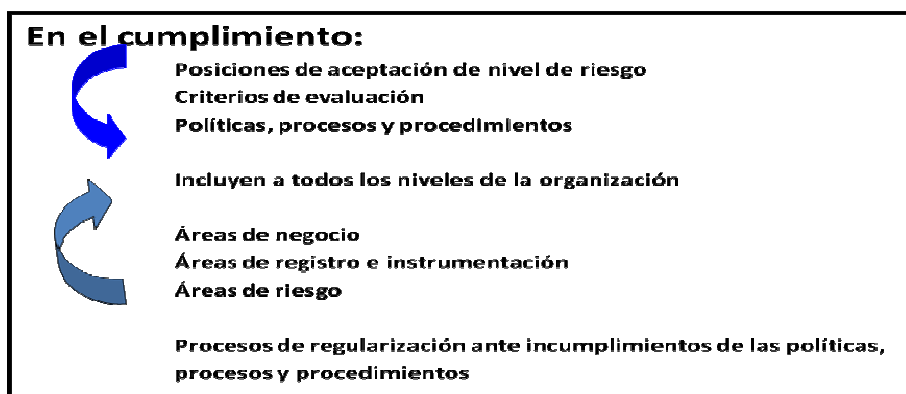 En el cumplimiento:
Posiciones de aceptación de nivel de riesgo
Criterios de evaluación
Políticas, procesos y procedimientos
Incluyen a todos los niveles de la organización
Áreas de negocio
Áreas de registro e instrumentación
Áreas de riesgo
Procesos de regularización ante incumplimientos de las políticas,
procesos y procedimientos